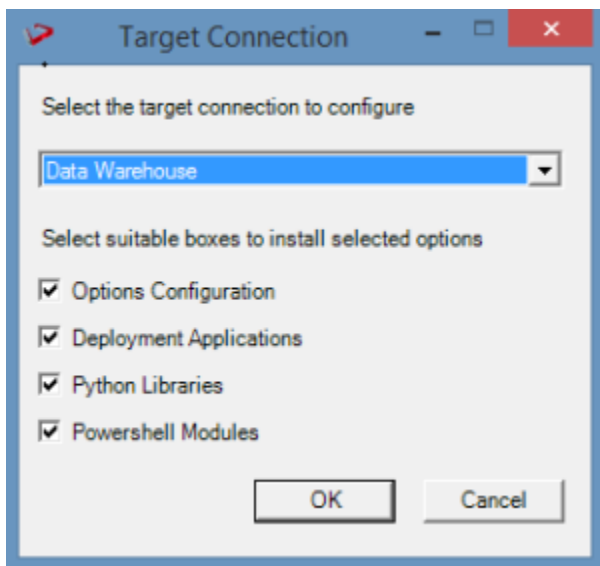 Target Connection
Select the target connection to configure
Data Warehouse
Select suitable boxes to install selected options
Options Configuration
Deployment Applications
Python Libraries
Powershell Modules
OK Cancel